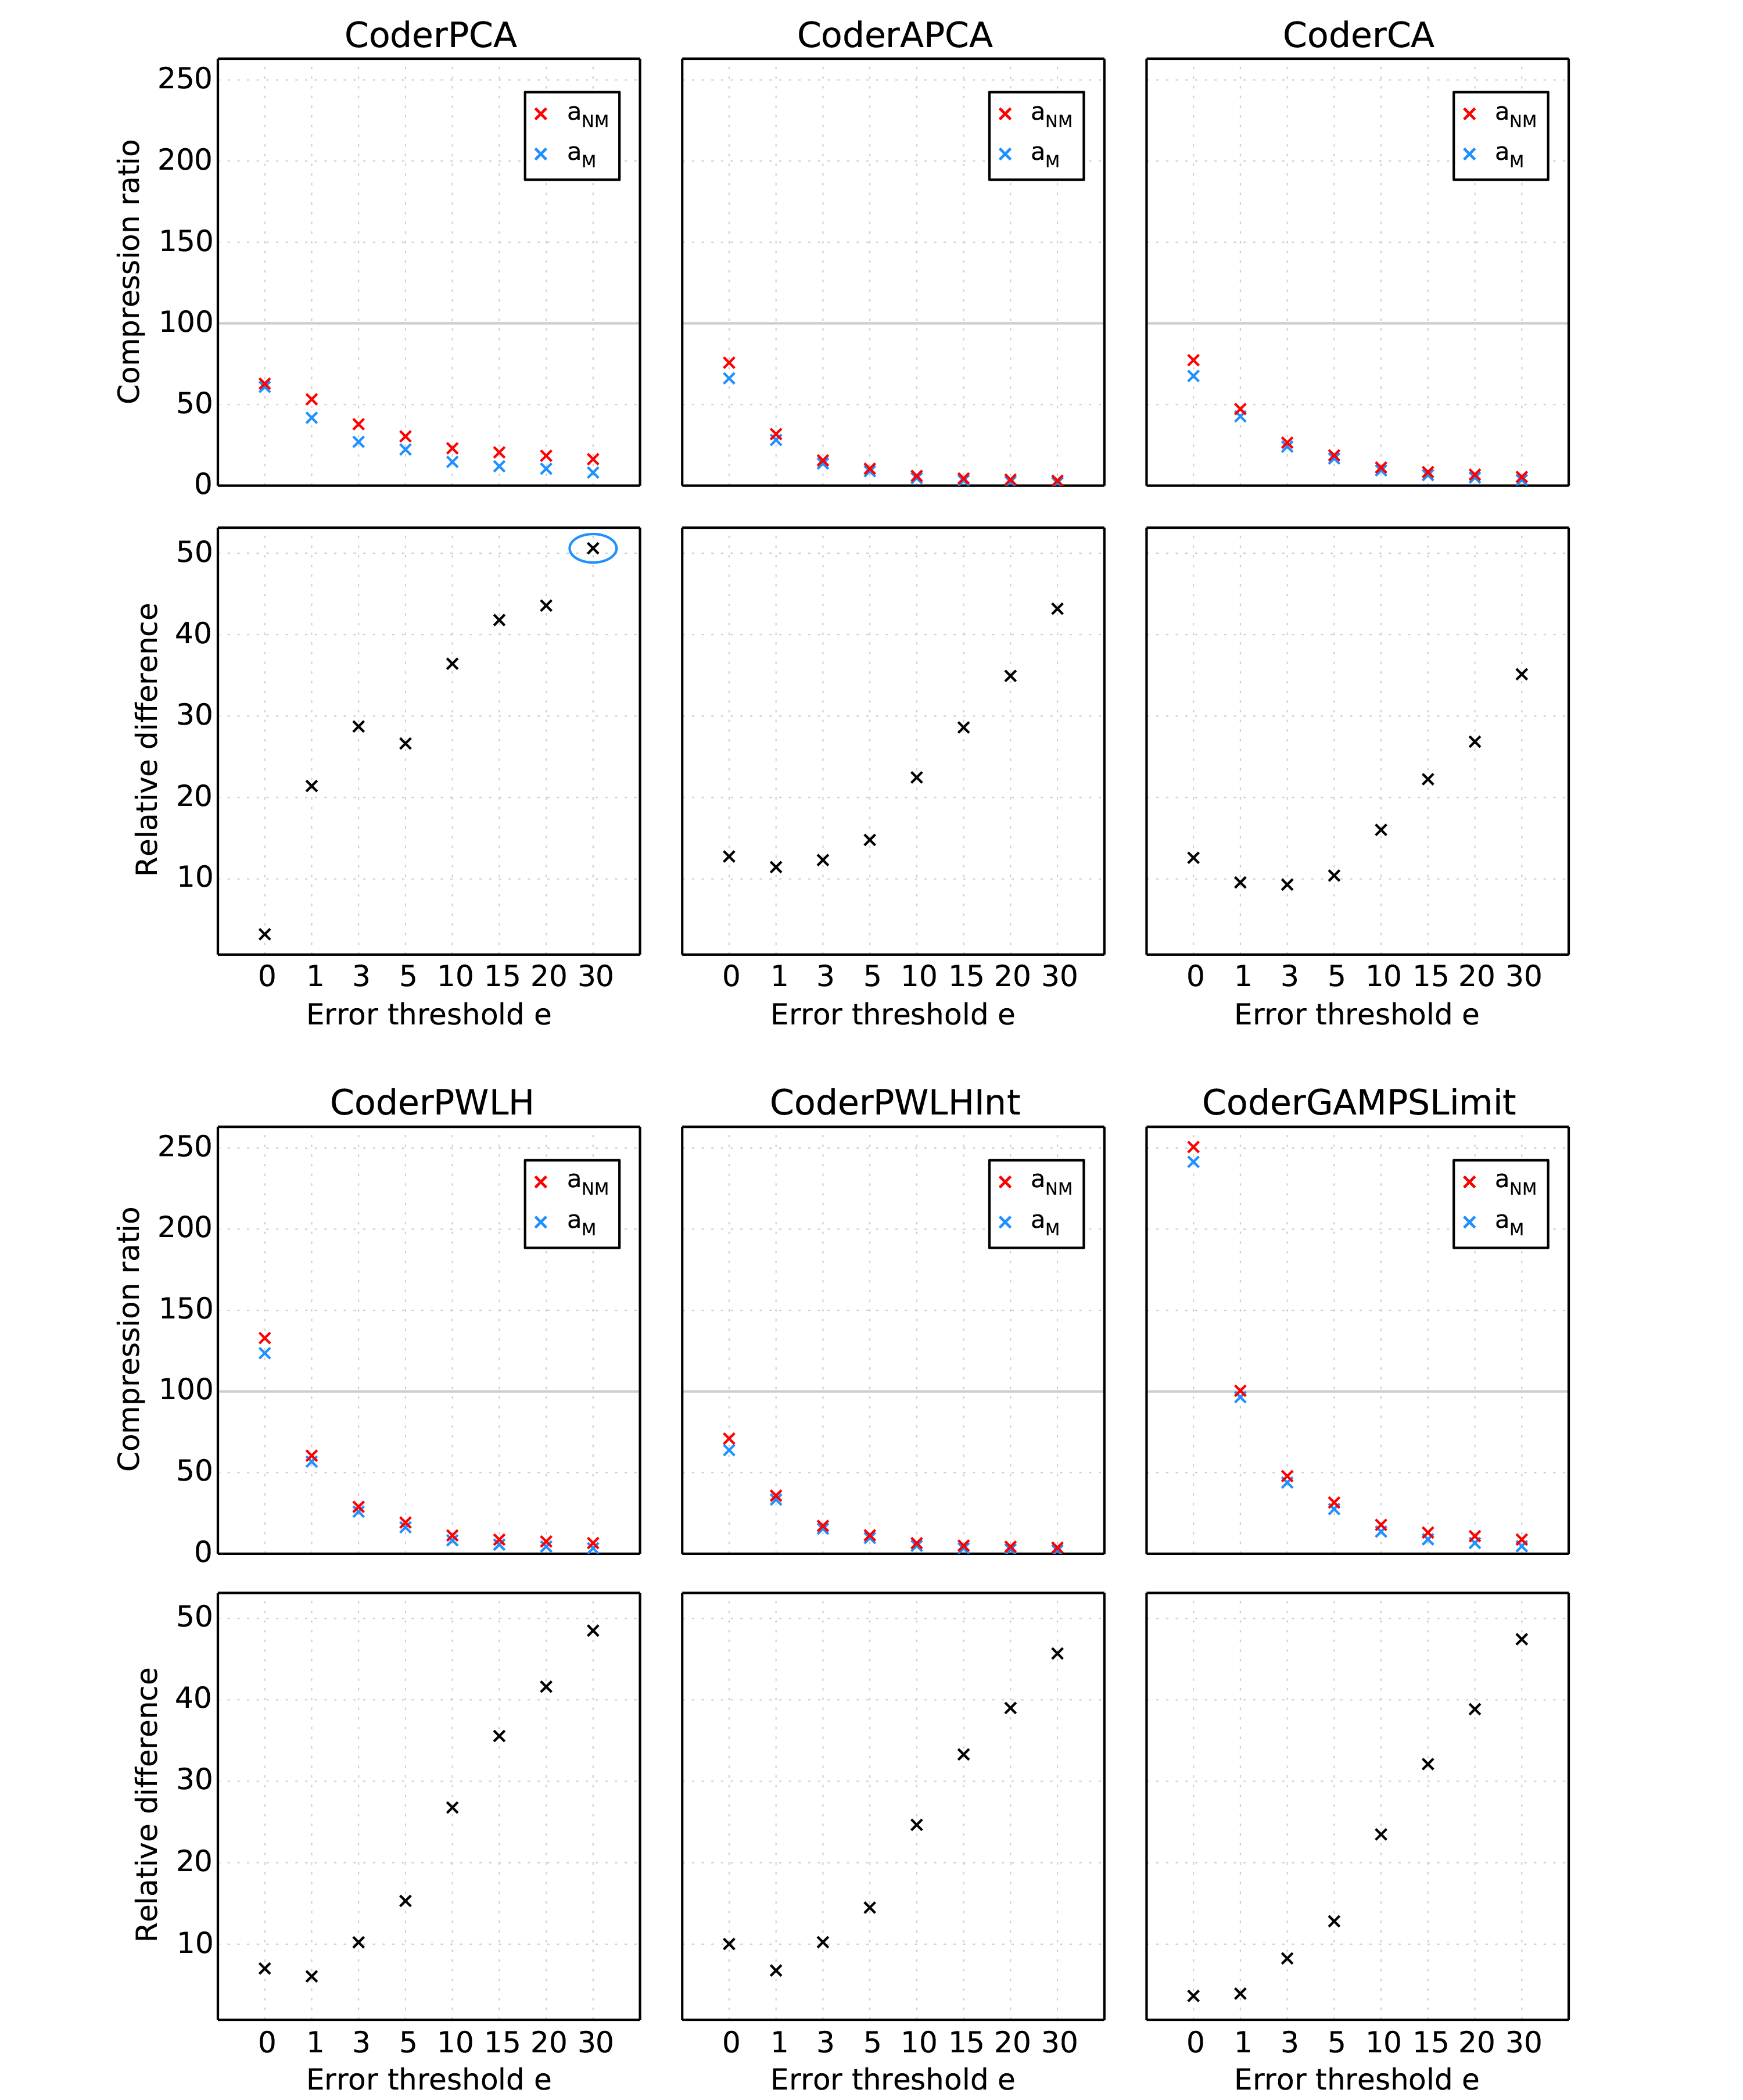 CoderPCA CoderAPCA CoderCA
Compression ratio
250
200
150
100
50
0
a_NM
a_M
a_NM
a_M
a_NM
a_M
Relative difference
50
40
30
20
10
0 1 3 5 10 15 20 30
0 1 3 5 10 15 20 30
0 1 3 5 10 15 20 30
Error threshold e
Error threshold e
Error threshold e
CoderPWLH CoderPWLHInt CoderGAMPSLimit
Compression ratio
250
200
150
100
50
0
a_NM
a_M
a_NM
a_M
a_NM
a_M
Relative difference
50
40
30
20
10
0 1 3 5 10 15 20 30
0 1 3 5 10 15 20 30
0 1 3 5 10 15 20 30
Error threshold e
Error threshold e
Error threshold e